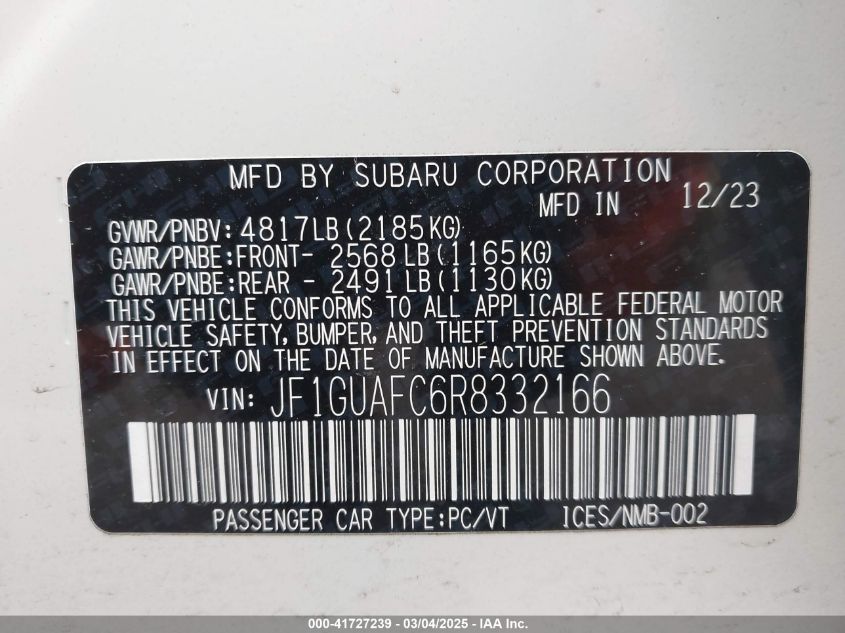 MFD BY SUBARU CORPORATION
MFD IN 12/23
GVWR/PNBV: 4817LB (2185KG)
GAWR/PNBE:FRONT- 2568 LB (1165KG)
GAWR/PNBE:REAR - 2491 LB (1130KG)
THIS VEHICLE CONFORMS TO ALL APPLICABLE FEDERAL MOTOR
VEHICLE SAFETY, BUMPER, AND THEFT PREVENTION STANDARDS
IN EFFECT ON THE DATE OF MANUFACTURE SHOWN ABOVE.
VIN: JF1GUAFC6R8332166
PASSENGER CAR TYPE:PC/VT ICES/NMB-002
000-41727239 - 03/04/2025 - IAA Inc.